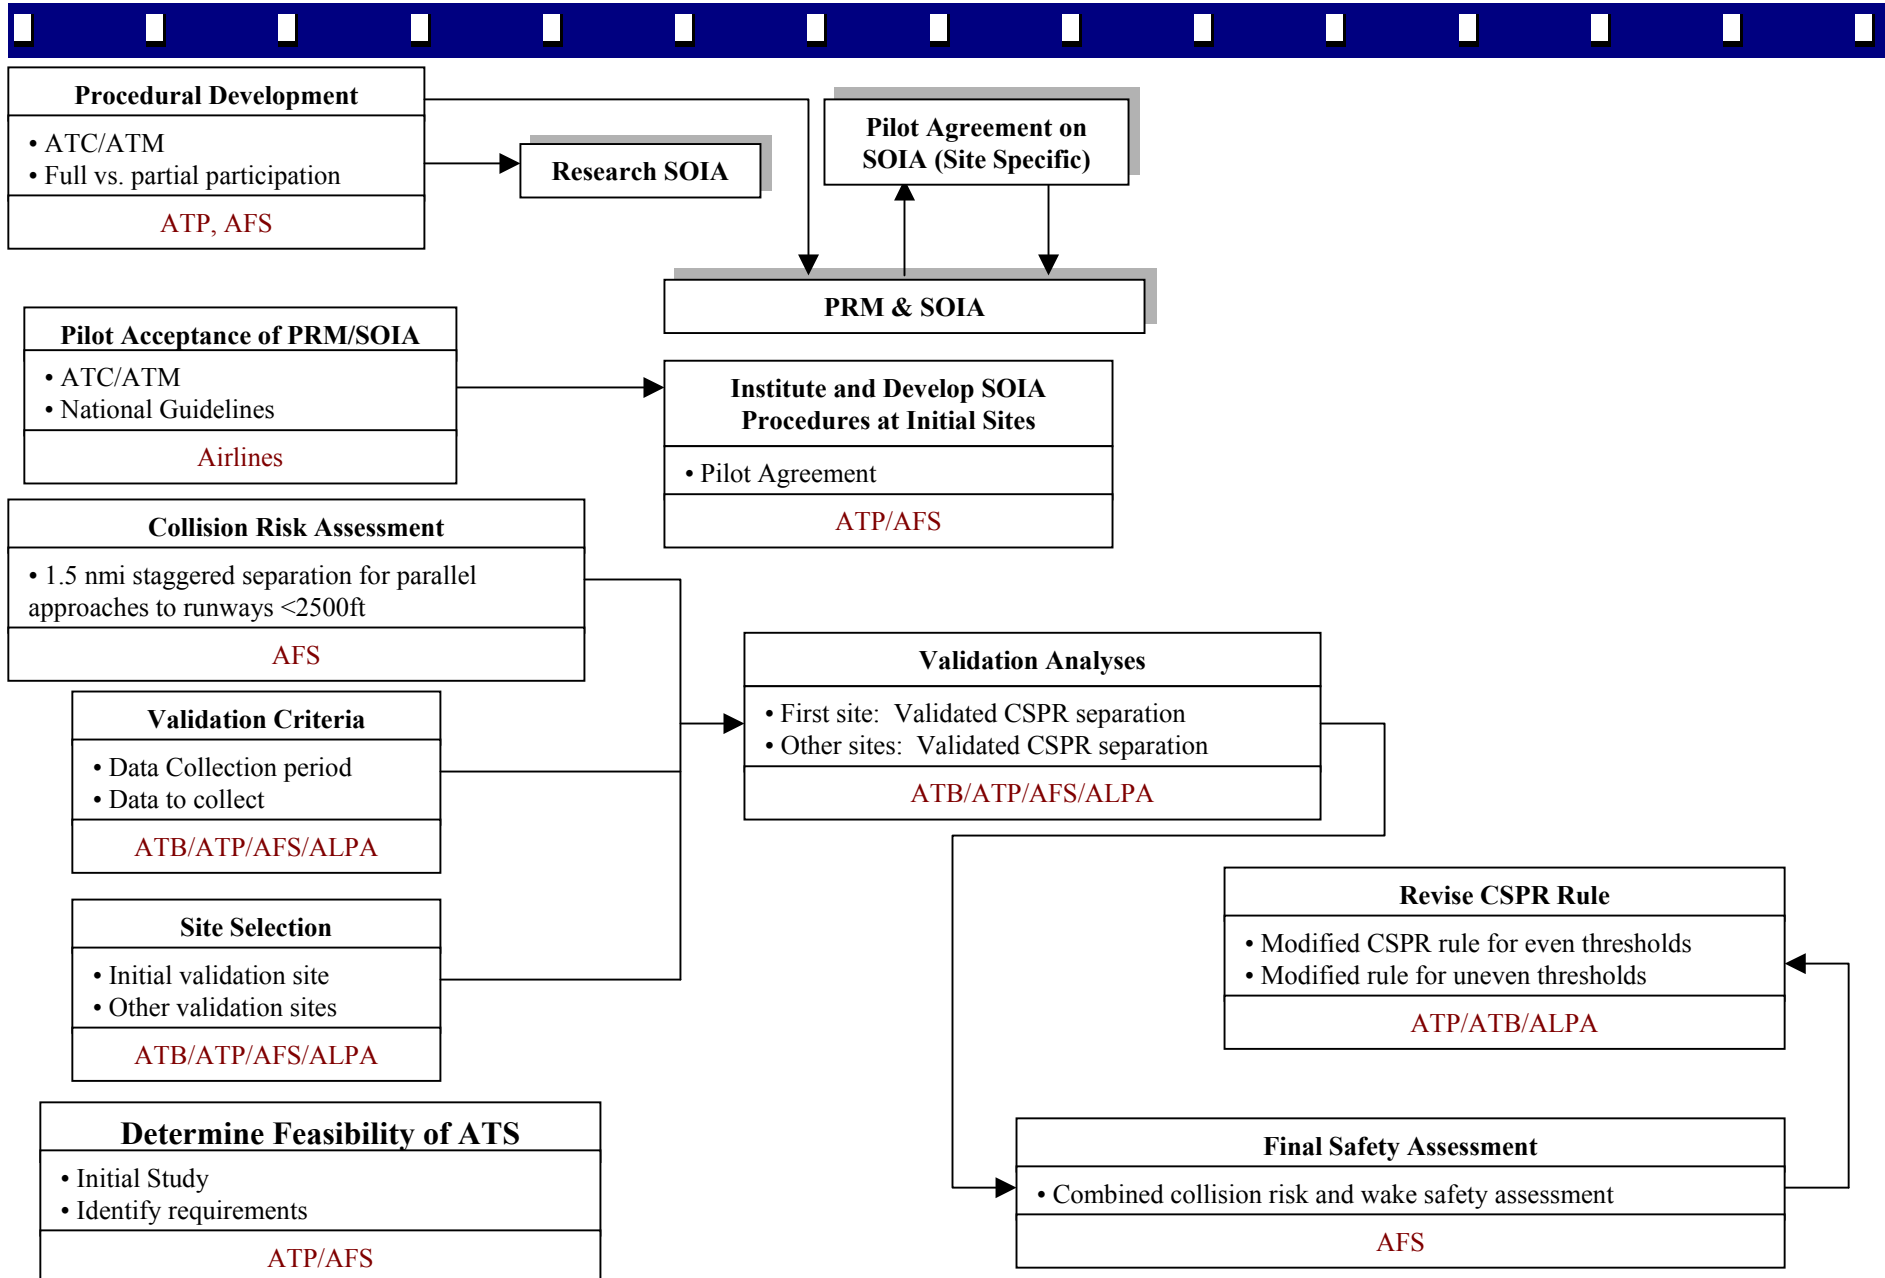 Procedural Development
• ATC/ATM
• Full vs. partial participation
ATP, AFS
Research SOIA
Pilot Agreement on
SOIA (Site Specific)
PRM & SOIA
Pilot Acceptance of PRM/SOIA
• ATC/ATM
• National Guidelines
Airlines
Institute and Develop SOIA
Procedures at Initial Sites
• Pilot Agreement
ATP/AFS
Collision Risk Assessment
• 1.5 nmi staggered separation for parallel
approaches to runways <2500ft
AFS
Validation Criteria
• Data Collection period
• Data to collect
ATB/ATP/AFS/ALPA
Validation Analyses
• First site:  Validated CSPR separation
• Other sites:  Validated CSPR separation
ATB/ATP/AFS/ALPA
Site Selection
• Initial validation site
• Other validation sites
ATB/ATP/AFS/ALPA
Revise CSPR Rule
• Modified CSPR rule for even thresholds
• Modified rule for uneven thresholds
ATP/ATB/ALPA
Determine Feasibility of ATS
• Initial Study
• Identify requirements
ATP/AFS
Final Safety Assessment
• Combined collision risk and wake safety assessment
AFS